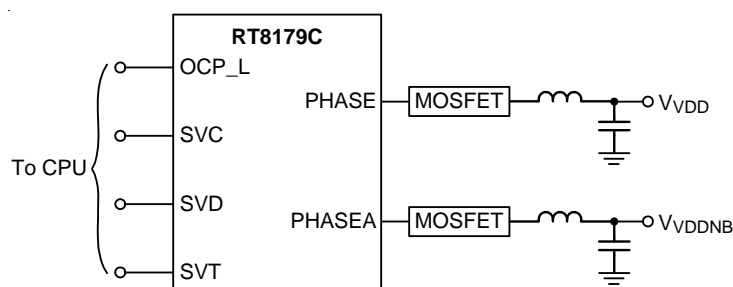 RT8179C
OCP_L
PHASE MOSFET VVDD
SVC
To CPU
SVD
PHASEA MOSFET VVDDNB
SVT